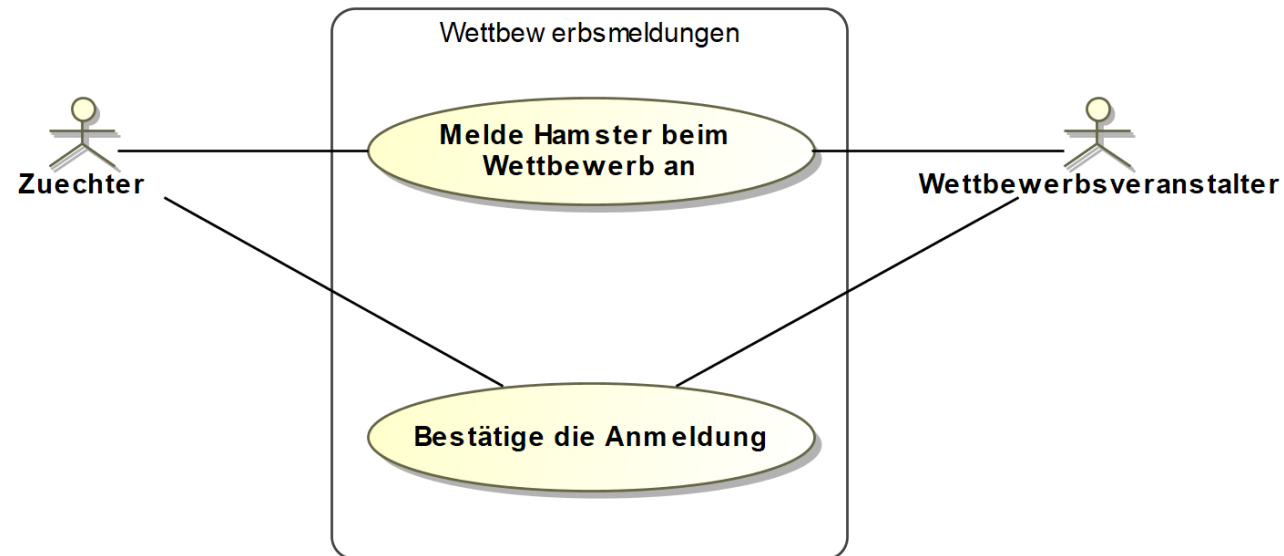 Wettbewerbsmeldungen
Melde Hamster beim
Wettbewerb an
Zuechter
Wettbewerbsveranstalter
Bestätige die Anmeldung